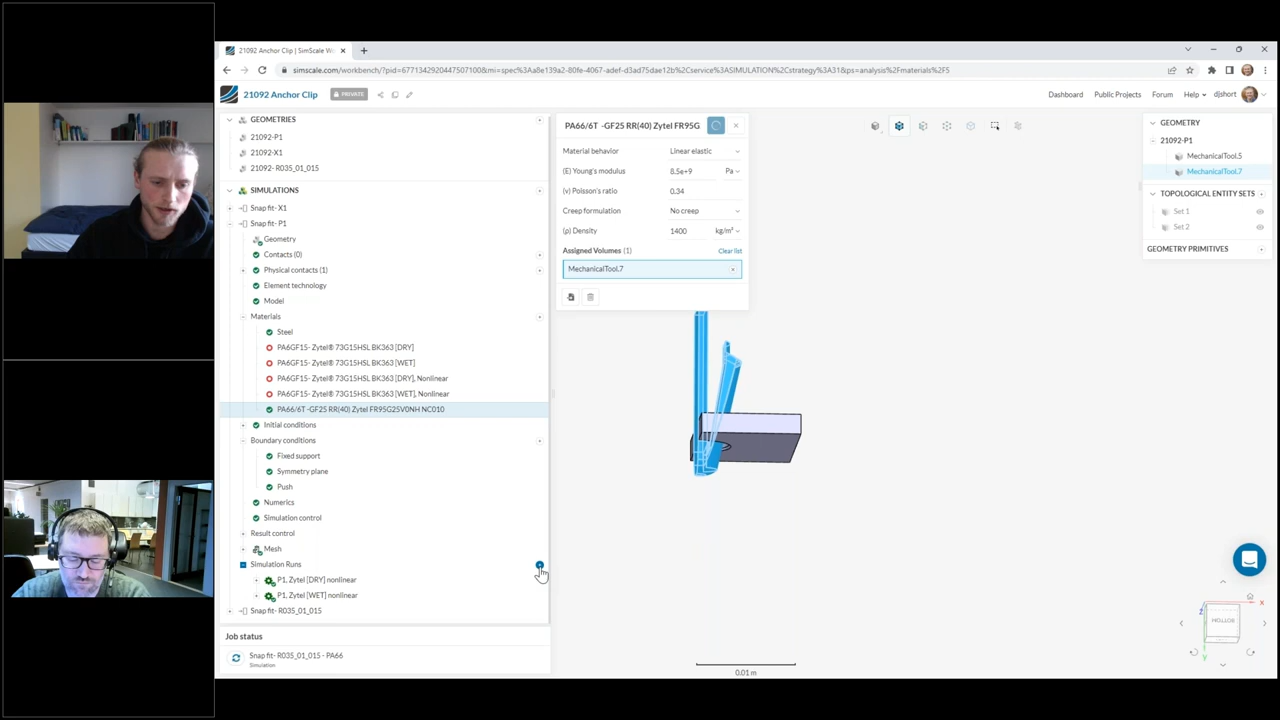 21092 Anchor Clip | SimScale Wo
simscale.com/workbench/?pid=6771342920447507100&mi=spec%3Aa8e139a2-80fe-4067-adef-d3ad75dae12b%2Cservice%3ASIMULATION%2Cstrategy%3A31&ps=analysis%2Fmaterials%2F5
21092 Anchor Clip
PRIVATE
Dashboard
Public Projects
Forum
Help
djshort
GEOMETRIES
21092-P1
21092-X1
21092- R035_01_015
SIMULATIONS
Snap fit- X1
Snap fit- P1
Geometry
Contacts (0)
Physical contacts (1)
Element technology
Model
Materials
Steel
PA6GF15- Zytel® 73G15HSL BK363 [DRY]
PA6GF15- Zytel® 73G15HSL BK363 [WET]
PA6GF15- Zytel® 73G15HSL BK363 [DRY], Nonlinear
PA6GF15- Zytel® 73G15HSL BK363 [WET], Nonlinear
PA66/6T -GF25 RR(40) Zytel FR95G25V0NH NC010
Initial conditions
Boundary conditions
Fixed support
Symmetry plane
Push
Numerics
Simulation control
Result control
Mesh
Simulation Runs
P1, Zytel [DRY] nonlinear
P1, Zytel [WET] nonlinear
Snap fit- R035_01_015
Job status
Snap fit- R035_01_015 - PA66
Simulation
PA66/6T -GF25 RR(40) Zytel FR95G
Material behavior Linear elastic
(E) Young's modulus 8.5e+9 Pa
(ν) Poisson's ratio 0.34
Creep formulation No creep
(ρ) Density 1400 kg/m³
Assigned Volumes (1) Clear list
MechanicalTool.7
GEOMETRY
21092-P1
MechanicalTool.5
MechanicalTool.7
TOPOLOGICAL ENTITY SETS
Set 1
Set 2
GEOMETRY PRIMITIVES
0.01 m
BOTTOM
X
Z
Y